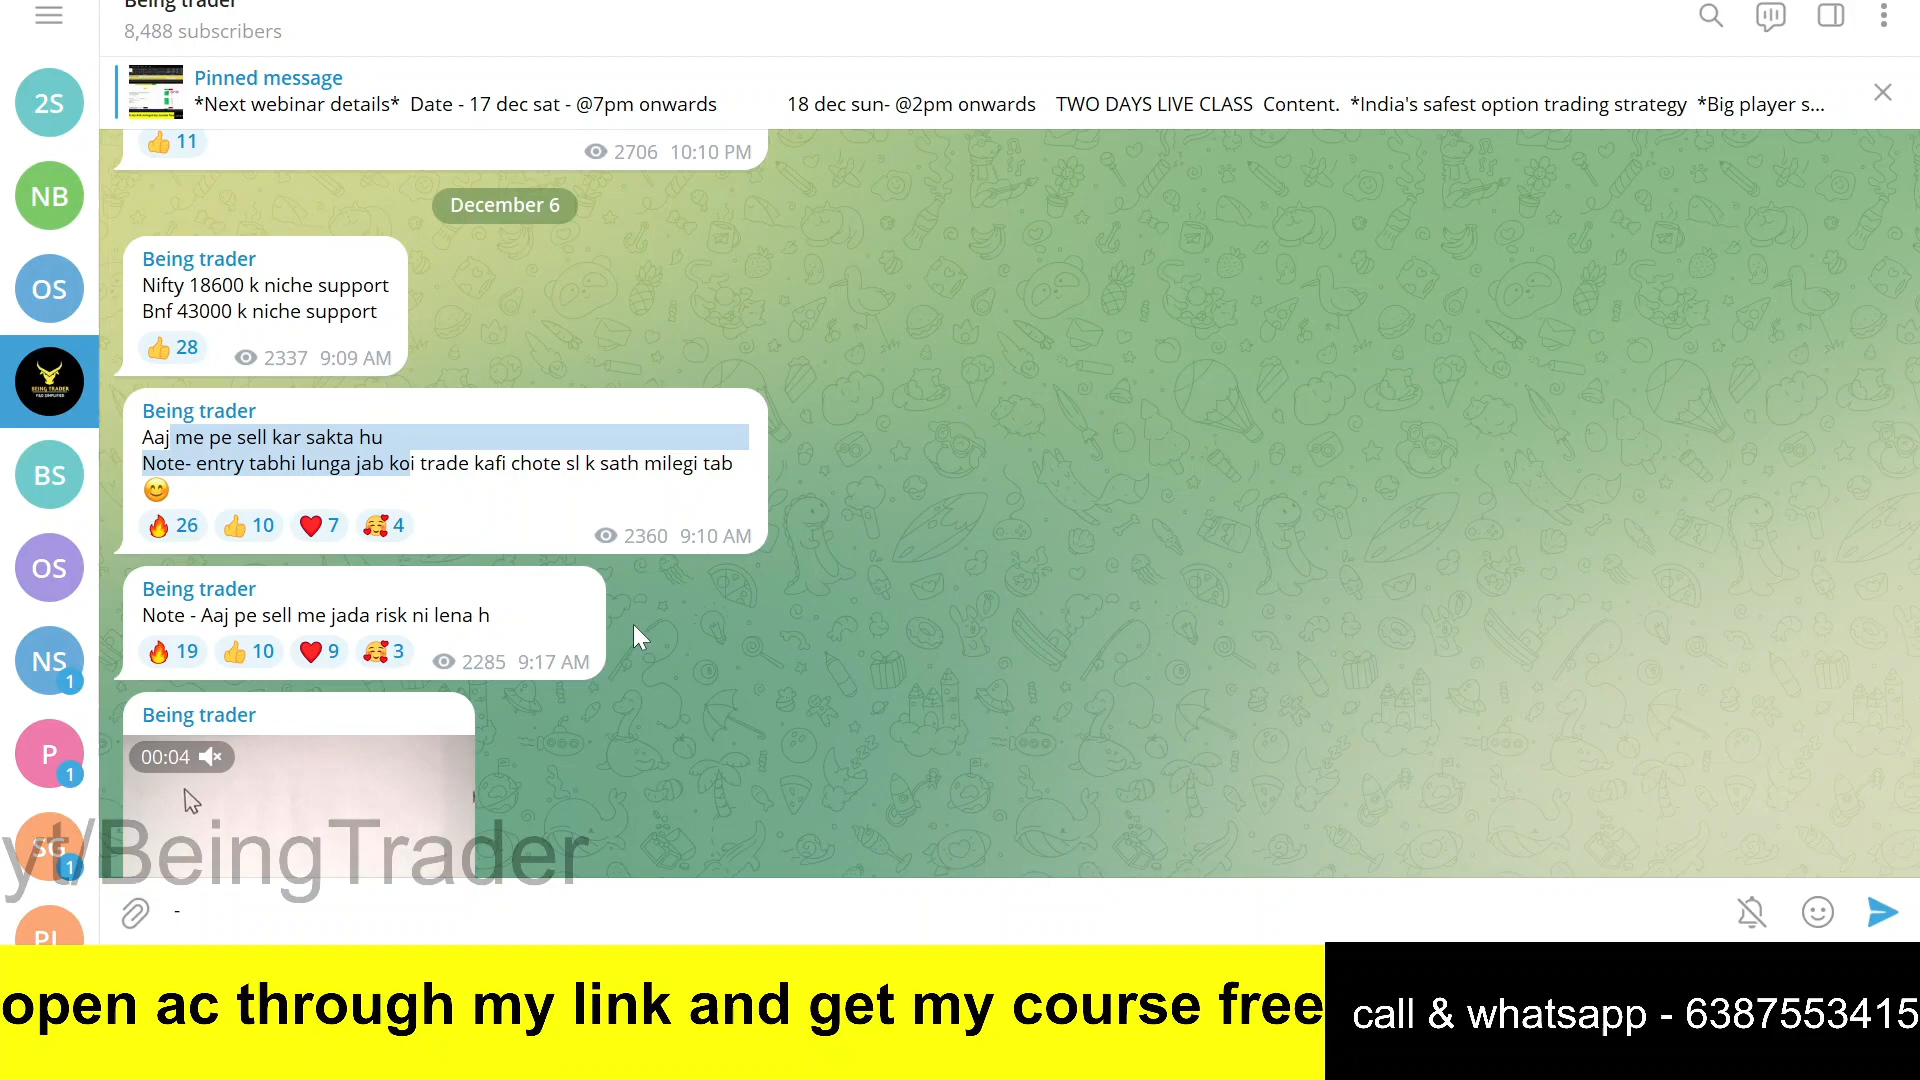 Being trader
8,488 subscribers
Pinned message
*Next webinar details* Date - 17 dec sat - @7pm onwards 18 dec sun- @2pm onwards TWO DAYS LIVE CLASS Content. *India's safest option trading strategy *Big player s...
2S
NB
OS
BEING TRADER
F&O SIMPLIFIED
BS
OS
NS
1
P
1
SG
1
PL
👍 11
2706 10:10 PM
December 6
Being trader
Nifty 18600 k niche support
Bnf 43000 k niche support
👍 28
2337 9:09 AM
Being trader
Aaj me pe sell kar sakta hu
Note- entry tabhi lunga jab koi trade kafi chote sl k sath milegi tab
😊
🔥 26 👍 10 ❤️ 7 🥰 4
2360 9:10 AM
Being trader
Note - Aaj pe sell me jada risk ni lena h
🔥 19 👍 10 ❤️ 9 🥰 3
2285 9:17 AM
Being trader
00:04
yt/BeingTrader
-
open ac through my link and get my course free
call & whatsapp - 6387553415